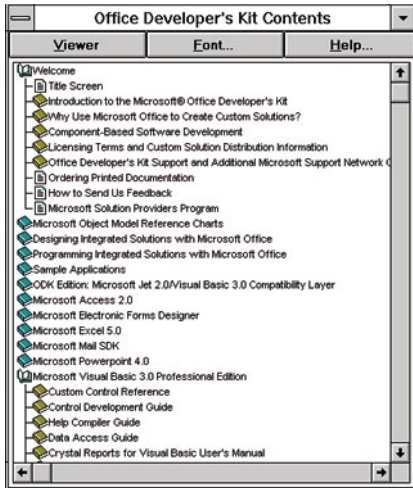 Office Developer's Kit Contents
Viewer Font... Help...
Welcome
Title Screen
Introduction to the Microsoft® Office Developer's Kit
Why Use Microsoft Office to Create Custom Solutions?
Component-Based Software Development
Licensing Terms and Custom Solution Distribution Information
Office Developer's Kit Support and Additional Microsoft Support Network
Ordering Printed Documentation
How to Send Us Feedback
Microsoft Solution Providers Program
Microsoft Object Model Reference Charts
Designing Integrated Solutions with Microsoft Office
Programming Integrated Solutions with Microsoft Office
Sample Applications
ODK Edition: Microsoft Jet 2.0/Visual Basic 3.0 Compatibility Layer
Microsoft Access 2.0
Microsoft Electronic Forms Designer
Microsoft Excel 5.0
Microsoft Mail SDK
Microsoft Powerpoint 4.0
Microsoft Visual Basic 3.0 Professional Edition
Custom Control Reference
Control Development Guide
Help Compiler Guide
Data Access Guide
Crystal Reports for Visual Basic User's Manual